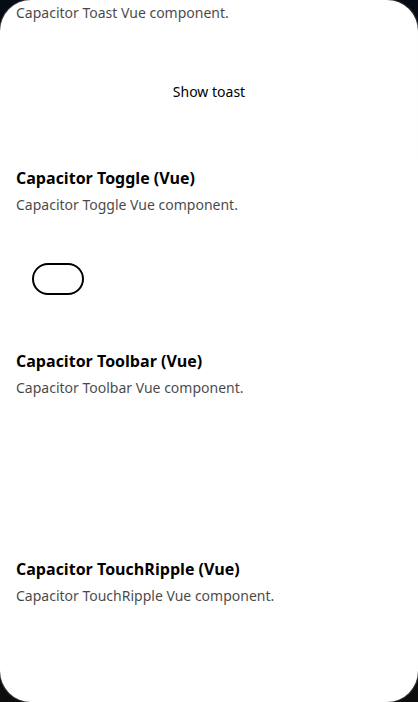 Capacitor Toast Vue component.
Show toast
Capacitor Toggle (Vue)
Capacitor Toggle Vue component.
Capacitor Toolbar (Vue)
Capacitor Toolbar Vue component.
Capacitor TouchRipple (Vue)
Capacitor TouchRipple Vue component.